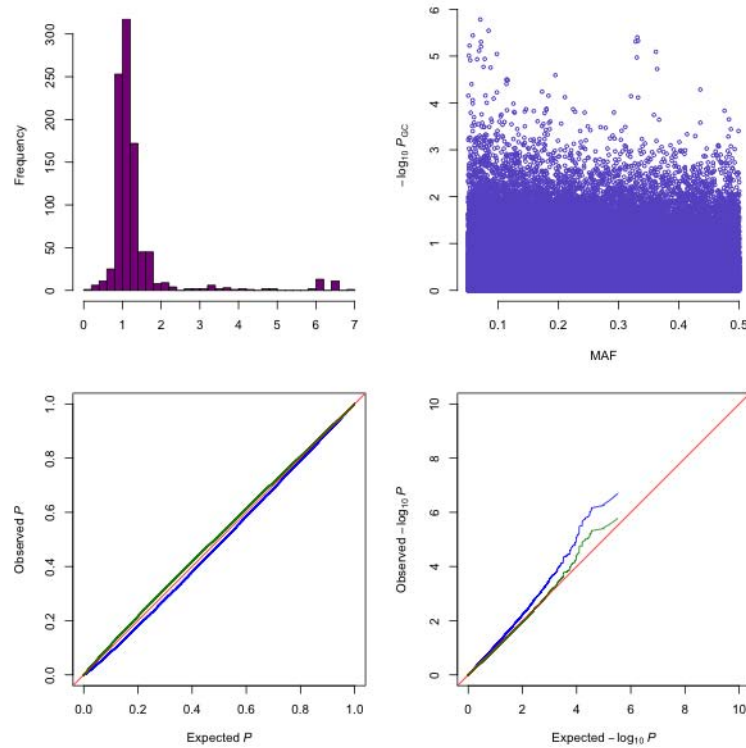 Frequency
300
250
200
150
100
50
0
0 1 2 3 4 5 6 7
− log10 PGC
6
5
4
3
2
1
0
0.1 0.2 0.3 0.4 0.5
MAF
Observed P
1.0
0.8
0.6
0.4
0.2
0.0
0.0 0.2 0.4 0.6 0.8 1.0
Expected P
Observed − log10 P
10
8
6
4
2
0
0 2 4 6 8 10
Expected − log10 P